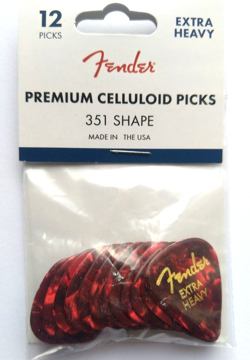 12 PICKS
EXTRA HEAVY
Fender
PREMIUM CELLULOID PICKS
351 SHAPE
MADE IN THE USA
Fender
EXTRA
HEAVY